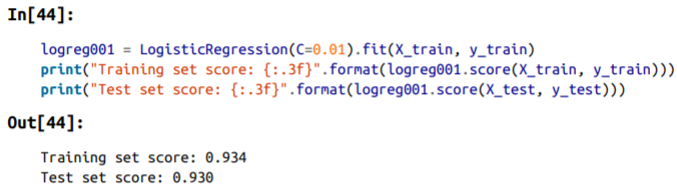 In[44]:
logreg001 = LogisticRegression(C=0.01).fit(X_train, y_train)
print("Training set score: {:.3f}".format(logreg001.score(X_train, y_train)))
print("Test set score: {:.3f}".format(logreg001.score(X_test, y_test)))
Out[44]:
Training set score: 0.934
Test set score: 0.930